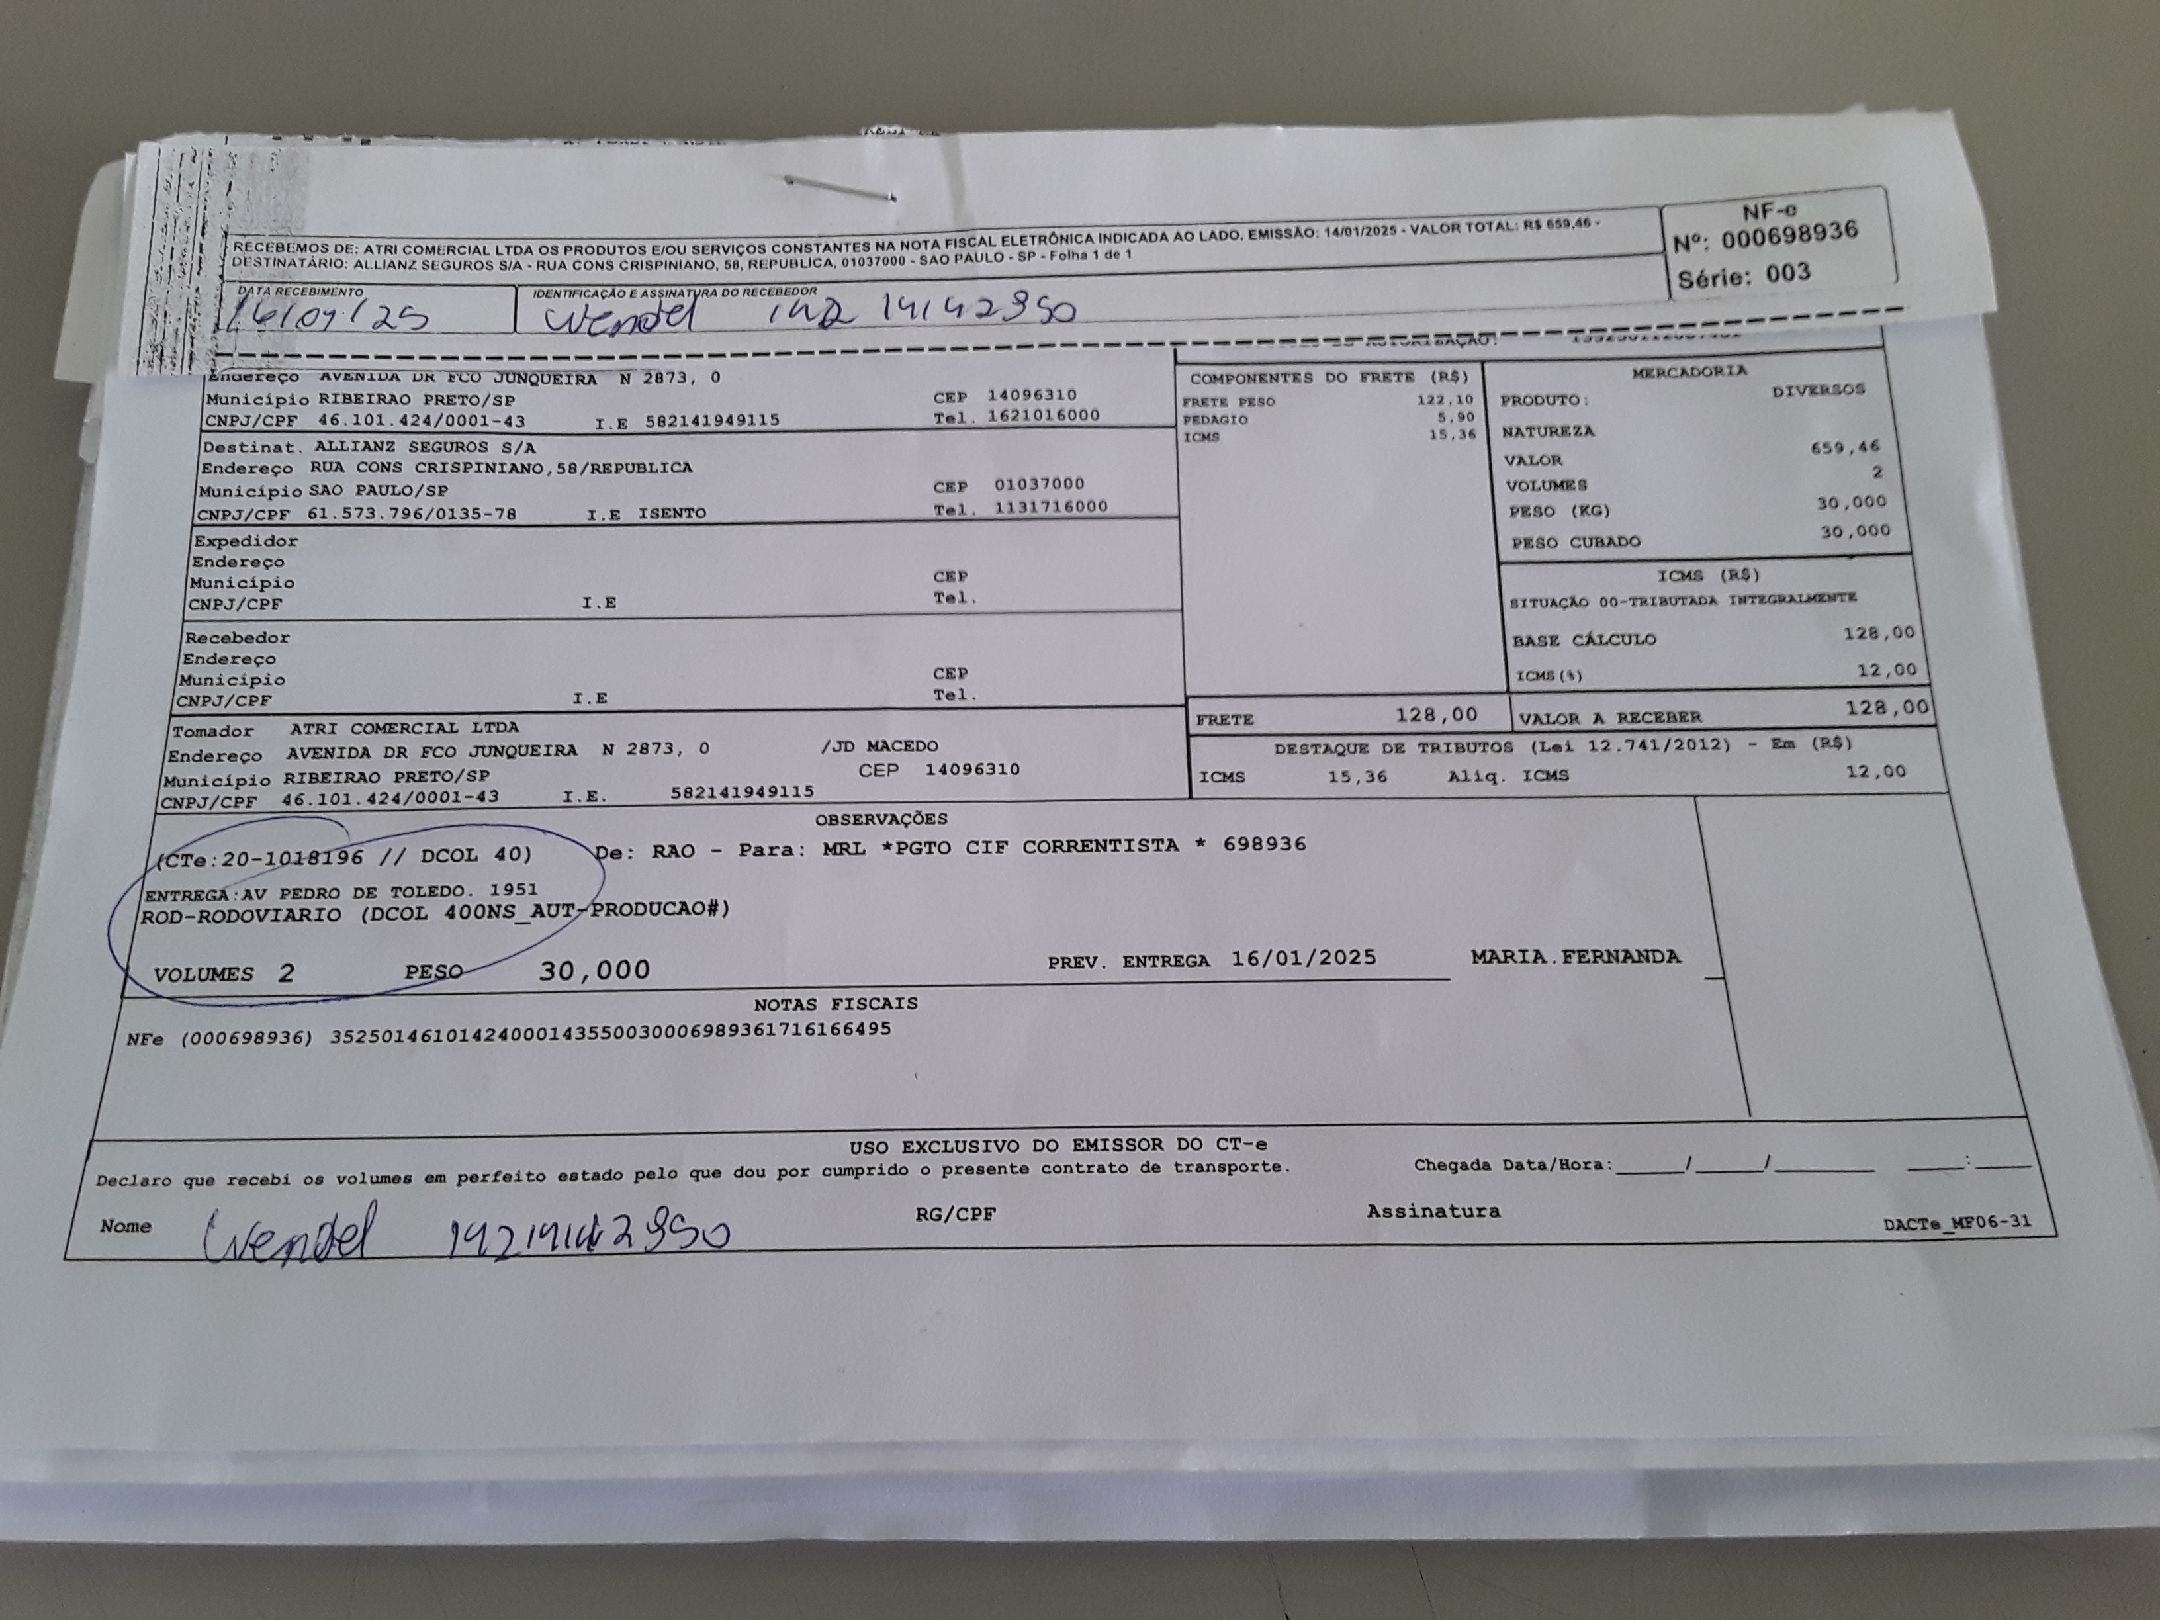 RECEBEMOS DE: ATRI COMERCIAL LTDA OS PRODUTOS E/OU SERVIÇOS CONSTANTES NA NOTA FISCAL ELETRÔNICA INDICADA AO LADO. EMISSÃO: 14/01/2025 - VALOR TOTAL: R$ 659,46 -
DESTINATÁRIO: ALLIANZ SEGUROS S/A - RUA CONS CRISPINIANO, 58, REPUBLICA, 01037000 - SAO PAULO - SP - Folha 1 de 1
NF-e
Nº: 000698936
Série: 003
DATA RECEBIMENTO
IDENTIFICAÇÃO E ASSINATURA DO RECEBEDOR
16/01/25
Wendel
Endereço AVENIDA DR FCO JUNQUEIRA N 2873, 0
Município RIBEIRAO PRETO/SP CEP 14096310
CNPJ/CPF 46.101.424/0001-43 I.E 582141949115 Tel. 1621016000
Destinat. ALLIANZ SEGUROS S/A
Endereço RUA CONS CRISPINIANO,58/REPUBLICA
Município SAO PAULO/SP CEP 01037000
CNPJ/CPF 61.573.796/0135-78 I.E ISENTO Tel. 1131716000
Expedidor
Endereço
Município CEP
CNPJ/CPF I.E Tel.
Recebedor
Endereço
Município CEP
CNPJ/CPF I.E Tel.
Tomador ATRI COMERCIAL LTDA
Endereço AVENIDA DR FCO JUNQUEIRA N 2873, 0 /JD MACEDO
Município RIBEIRAO PRETO/SP CEP 14096310
CNPJ/CPF 46.101.424/0001-43 I.E. 582141949115
COMPONENTES DO FRETE (R$)
FRETE PESO 122,10
PEDAGIO 5,90
ICMS 15,36
MERCADORIA
PRODUTO: DIVERSOS
NATUREZA
VALOR 659,46
VOLUMES 2
PESO (KG) 30,000
PESO CUBADO 30,000
ICMS (R$)
SITUAÇÃO 00-TRIBUTADA INTEGRALMENTE
BASE CÁLCULO 128,00
ICMS(%) 12,00
FRETE 128,00 VALOR A RECEBER 128,00
DESTAQUE DE TRIBUTOS (Lei 12.741/2012) - Em (R$)
ICMS 15,36 Aliq. ICMS 12,00
OBSERVAÇÕES
(CTe:20-1018196 // DCOL 40) De: RAO - Para: MRL *PGTO CIF CORRENTISTA * 698936
ENTREGA:AV PEDRO DE TOLEDO. 1951
ROD-RODOVIARIO (DCOL 400NS_AUT-PRODUCAO#)
VOLUMES 2 PESO 30,000 PREV. ENTREGA 16/01/2025 MARIA.FERNANDA
NOTAS FISCAIS
NFe (000698936) 35250146101424000143550030006989361716166495
USO EXCLUSIVO DO EMISSOR DO CT-e
Declaro que recebi os volumes em perfeito estado pelo que dou por cumprido o presente contrato de transporte. Chegada Data/Hora:_____/_____/_______ ____:____
Nome Wendel RG/CPF Assinatura
DACTe_MF06-31